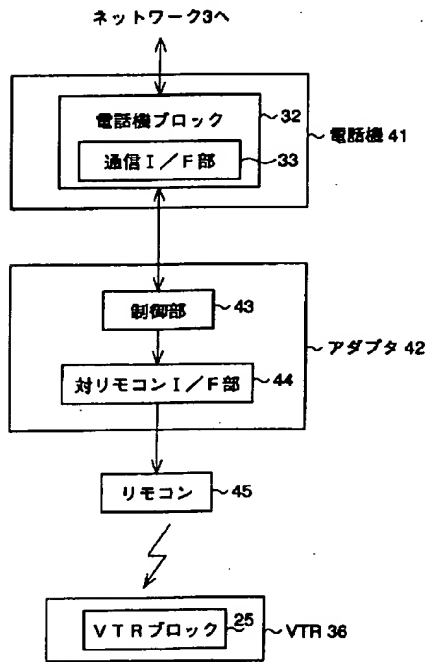 ネットワーク3へ
電話機ブロック
32
通信I/F部
33
電話機 41
制御部
43
アダプタ 42
対リモコンI/F部
44
リモコン
45
VTRブロック
25
VTR 36